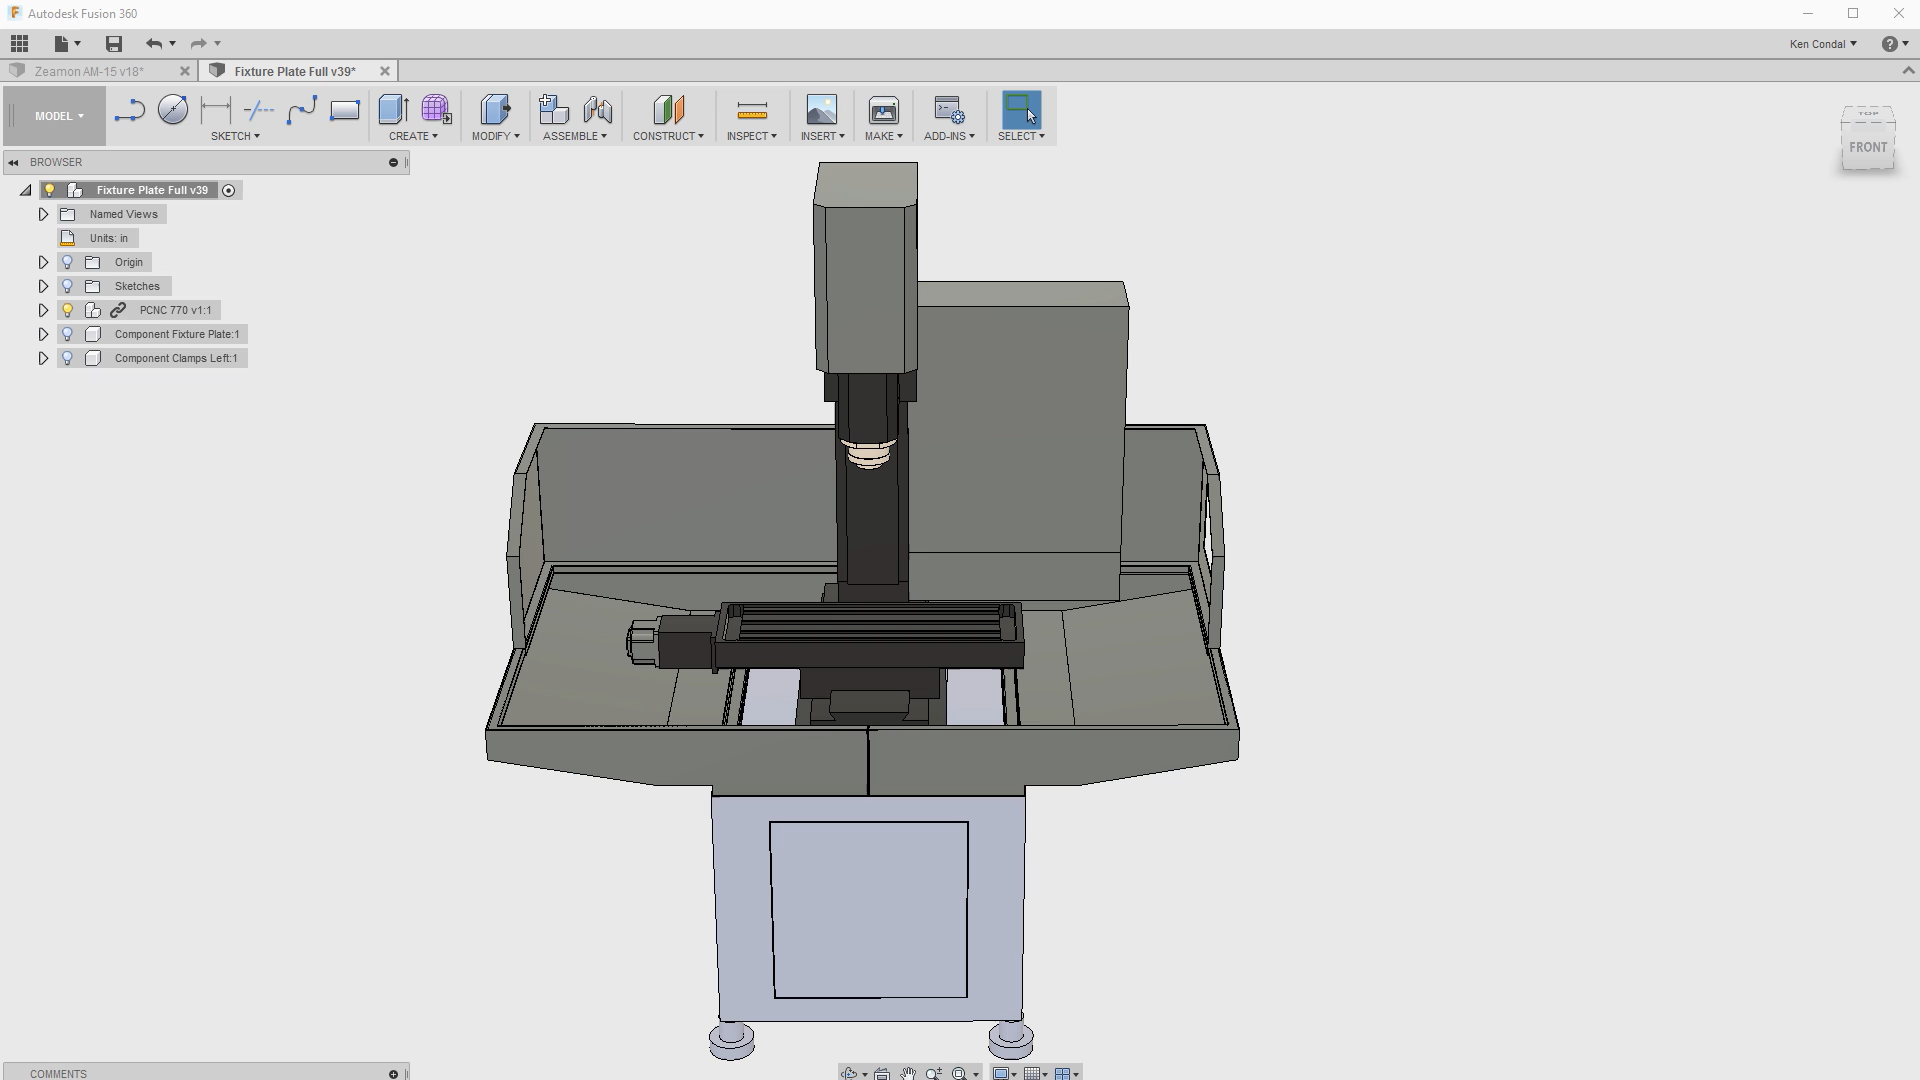 Autodesk Fusion 360
Ken Condal
Zeamon AM-15 v18*
Fixture Plate Full v39*
MODEL
SKETCH
CREATE
MODIFY
ASSEMBLE
CONSTRUCT
INSPECT
INSERT
MAKE
ADD-INS
SELECT
TOP
FRONT
BROWSER
Fixture Plate Full v39
Named Views
Units: in
Origin
Sketches
PCNC 770 v1:1
Component Fixture Plate:1
Component Clamps Left:1
COMMENTS